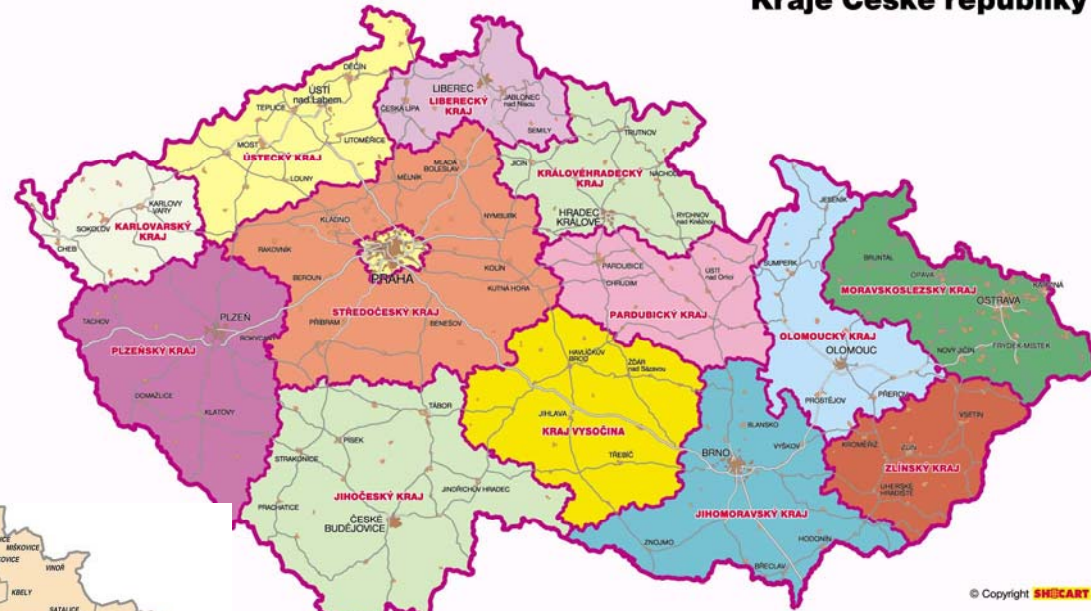 Kraje České republiky
DĚČÍN
ÚSTÍ
nad Labem
TEPLICE
LITOMĚŘICE
MOST
ÚSTECKÝ KRAJ
LOUNY
LIBEREC
LIBERECKÝ
KRAJ
JABLONEC
nad Nisou
ČESKÁ LÍPA
SEMILY
TRUTNOV
JIČÍN
KRÁLOVÉHRADECKÝ
KRAJ
NÁCHOD
HRADEC
KRÁLOVÉ
RYCHNOV
nad Kněžnou
KARLOVY
VARY
SOKOLOV
KARLOVARSKÝ
KRAJ
CHEB
MLADÁ
BOLESLAV
MĚLNÍK
KLADNO
NYMBURK
RAKOVNÍK
PRAHA
BEROUN
KOLÍN
KUTNÁ HORA
STŘEDOČESKÝ KRAJ
PŘÍBRAM
BENEŠOV
PARDUBICE
CHRUDIM
ÚSTÍ
nad Orlicí
PARDUBICKÝ KRAJ
JESENÍK
ŠUMPERK
OLOMOUCKÝ KRAJ
OLOMOUC
PROSTĚJOV
PŘEROV
BRUNTÁL
OPAVA
KARVINÁ
MORAVSKOSLEZSKÝ KRAJ
OSTRAVA
NOVÝ JIČÍN
FRÝDEK-MÍSTEK
TACHOV
PLZEŇ
PLZEŇSKÝ KRAJ
DOMAŽLICE
KLATOVY
HAVLÍČKŮV
BROD
ŽĎÁR
nad Sázavou
JIHLAVA
KRAJ VYSOČINA
TŘEBÍČ
TÁBOR
PÍSEK
STRAKONICE
JIHOČESKÝ KRAJ
JINDŘICHŮV HRADEC
PRACHATICE
ČESKÉ
BUDĚJOVICE
BLANSKO
VYŠKOV
BRNO
JIHOMORAVSKÝ KRAJ
ZNOJMO
HODONÍN
BŘECLAV
VSETÍN
KROMĚŘÍŽ
ZLÍN
ZLÍNSKÝ KRAJ
UHERSKÉ
HRADIŠTĚ
MIŠKOVICE
VINOŘ
KBELY
SATALICE
© Copyright SHOCART